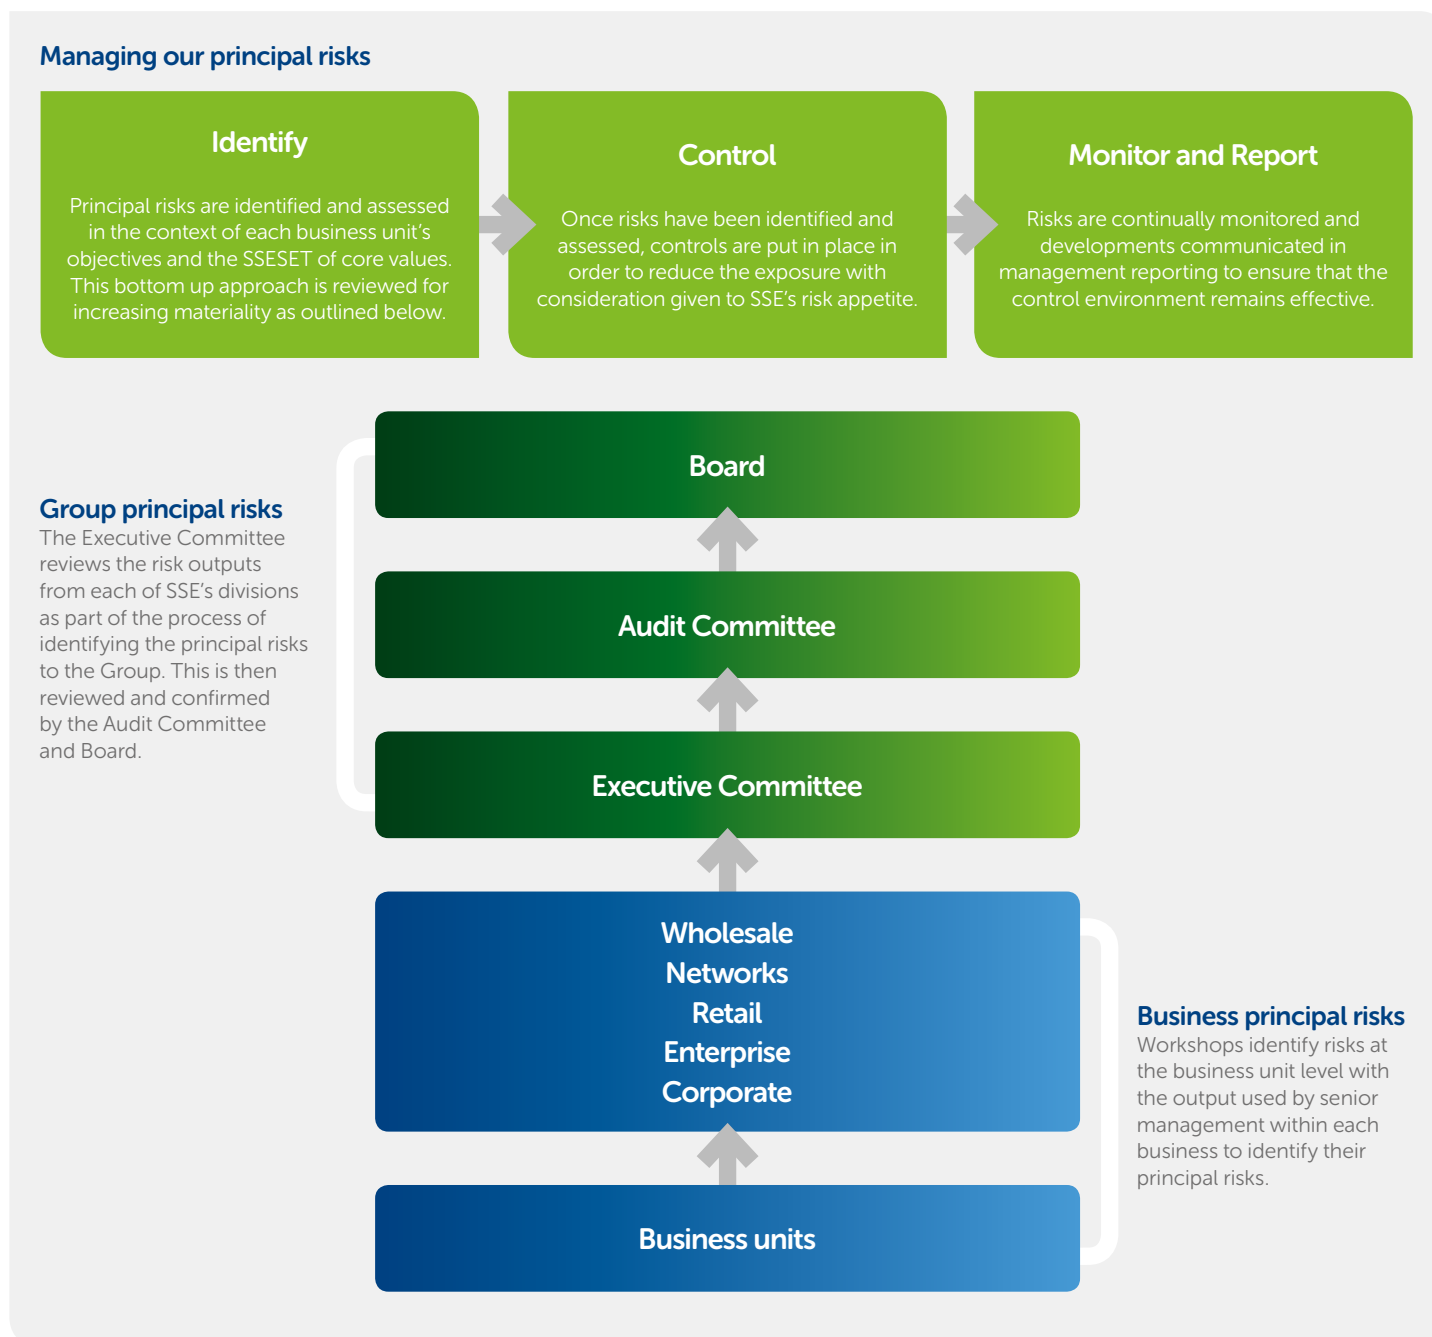 Managing our principal risks
Identify
Principal risks are identified and assessed
in the context of each business unit's
objectives and the SSESET of core values.
This bottom up approach is reviewed for
increasing materiality as outlined below.
Control
Once risks have been identified and
assessed, controls are put in place in
order to reduce the exposure with
consideration given to SSE's risk appetite.
Monitor and Report
Risks are continually monitored and
developments communicated in
management reporting to ensure that the
control environment remains effective.
Group principal risks
The Executive Committee
reviews the risk outputs
from each of SSE's divisions
as part of the process of
identifying the principal risks
to the Group. This is then
reviewed and confirmed
by the Audit Committee
and Board.
Board
Audit Committee
Executive Committee
Wholesale
Networks
Retail
Enterprise
Corporate
Business units
Business principal risks
Workshops identify risks at
the business unit level with
the output used by senior
management within each
business to identify their
principal risks.